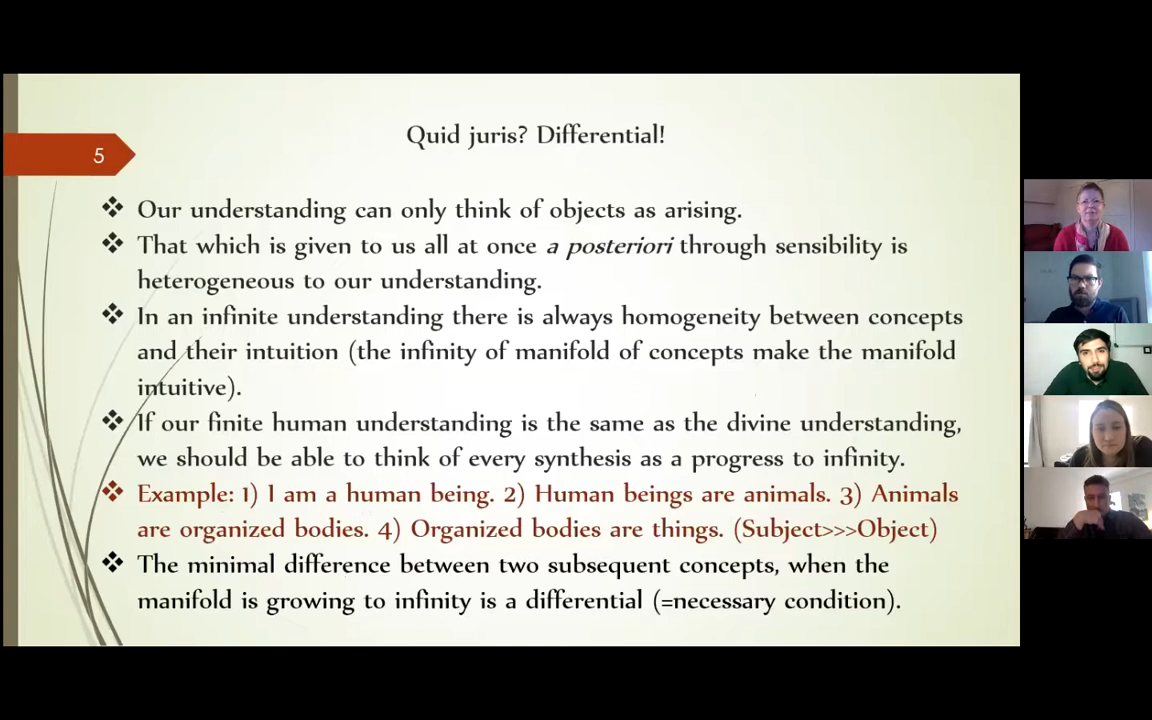 Quid juris? Differential!
5
❖ Our understanding can only think of objects as arising.
❖ That which is given to us all at once a posteriori through sensibility is
heterogeneous to our understanding.
❖ In an infinite understanding there is always homogeneity between concepts
and their intuition (the infinity of manifold of concepts make the manifold
intuitive).
❖ If our finite human understanding is the same as the divine understanding,
we should be able to think of every synthesis as a progress to infinity.
❖ Example: 1) I am a human being. 2) Human beings are animals. 3) Animals
are organized bodies. 4) Organized bodies are things. (Subject>>>Object)
❖ The minimal difference between two subsequent concepts, when the
manifold is growing to infinity is a differential (=necessary condition).